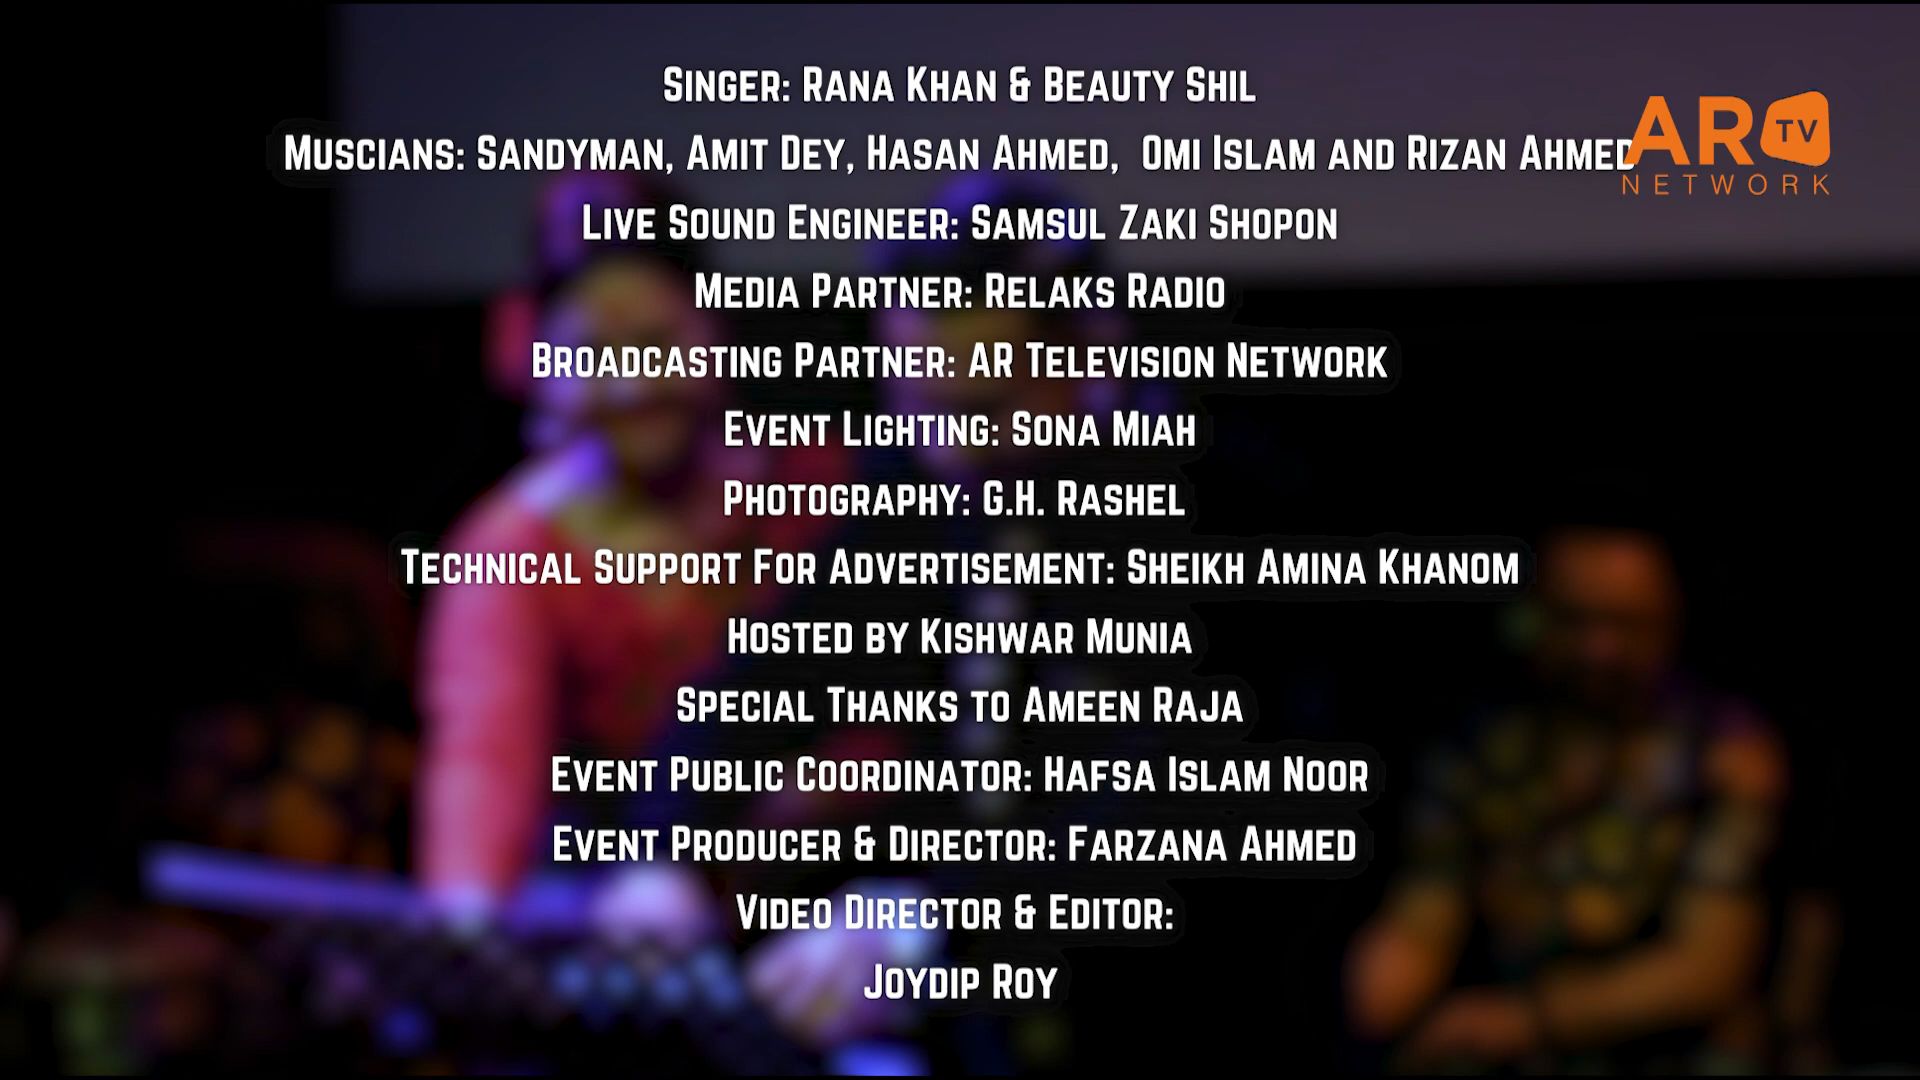 Singer: Rana Khan & Beauty Shil
Muscians: Sandyman, Amit Dey, Hasan Ahmed, Omi Islam and Rizan Ahmed
AR TV
NETWORK
Live Sound Engineer: Samsul Zaki Shopon
Media Partner: Relaks Radio
Broadcasting Partner: AR Television Network
Event Lighting: Sona Miah
Photography: G.H. Rashel
Technical Support For Advertisement: Sheikh Amina Khanom
Hosted by Kishwar Munia
Special Thanks to Ameen Raja
Event Public Coordinator: Hafsa Islam Noor
Event Producer & Director: Farzana Ahmed
Video Director & Editor:
Joydip Roy